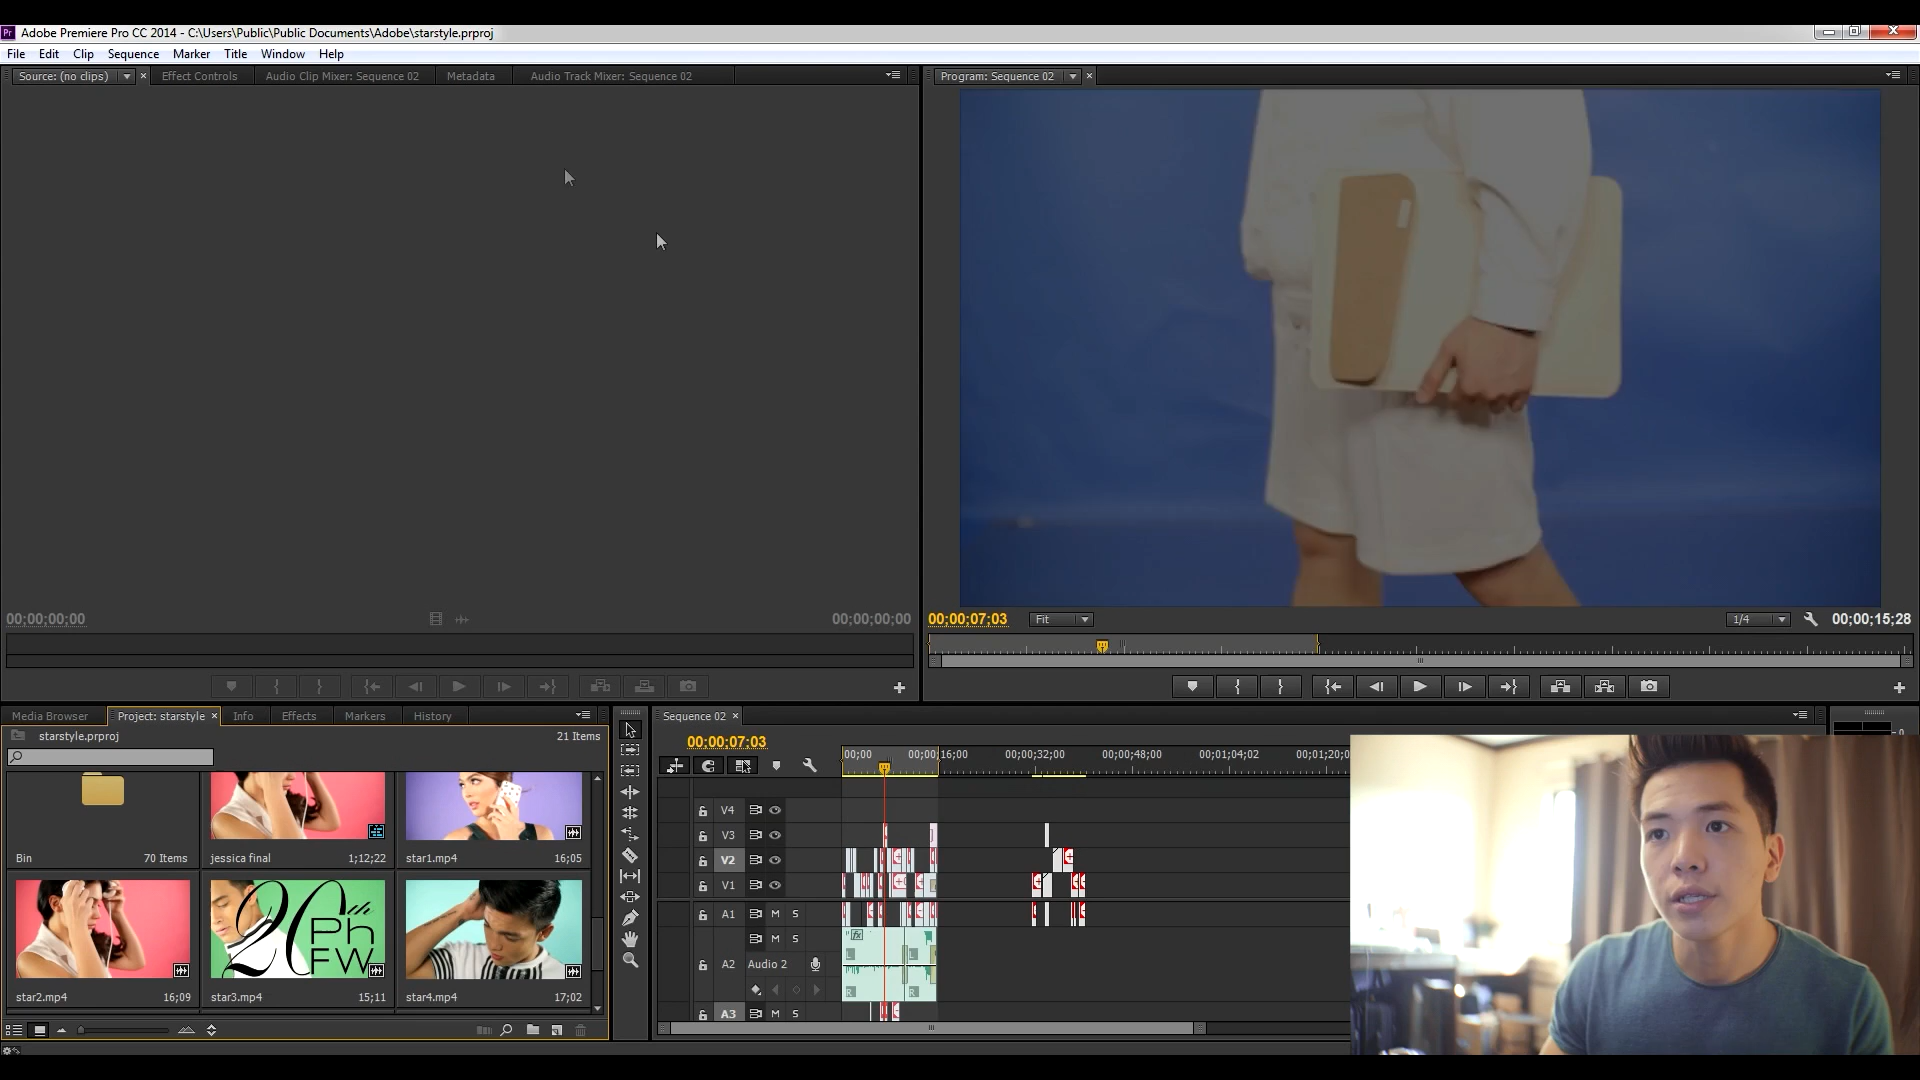 Pr Adobe Premiere Pro CC 2014 - C:\Users\Public\Public Documents\Adobe\starstyle.prproj
File Edit Clip Sequence Marker Title Window Help
Source: (no clips) Effect Controls Audio Clip Mixer: Sequence 02 Metadata Audio Track Mixer: Sequence 02
Program: Sequence 02
00;00;00;00 00;00;00;00
00;00;07;03 Fit 1/4 00;00;15;28
Media Browser Project: starstyle Info Effects Markers History
starstyle.prproj 21 Items
Bin 70 Items jessica final 1;12;22 star1.mp4 16;05
20th
Ph
FW
star2.mp4 16;09 star3.mp4 15;11 star4.mp4 17;02
Sequence 02
00;00;07;03
00;00 00;00;16;00 00;00;32;00 00;00;48;00 00;01;04;02 00;01;20;0
V4
V3
V2
V1
A1 M S
M S
A2 Audio 2
A3 M S
fx
L L
R R